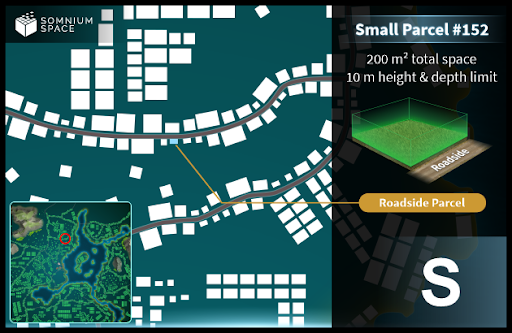 SOMNIUM
SPACE
Small Parcel #152
200 m² total space
10 m height & depth limit
Roadside
Roadside Parcel
S